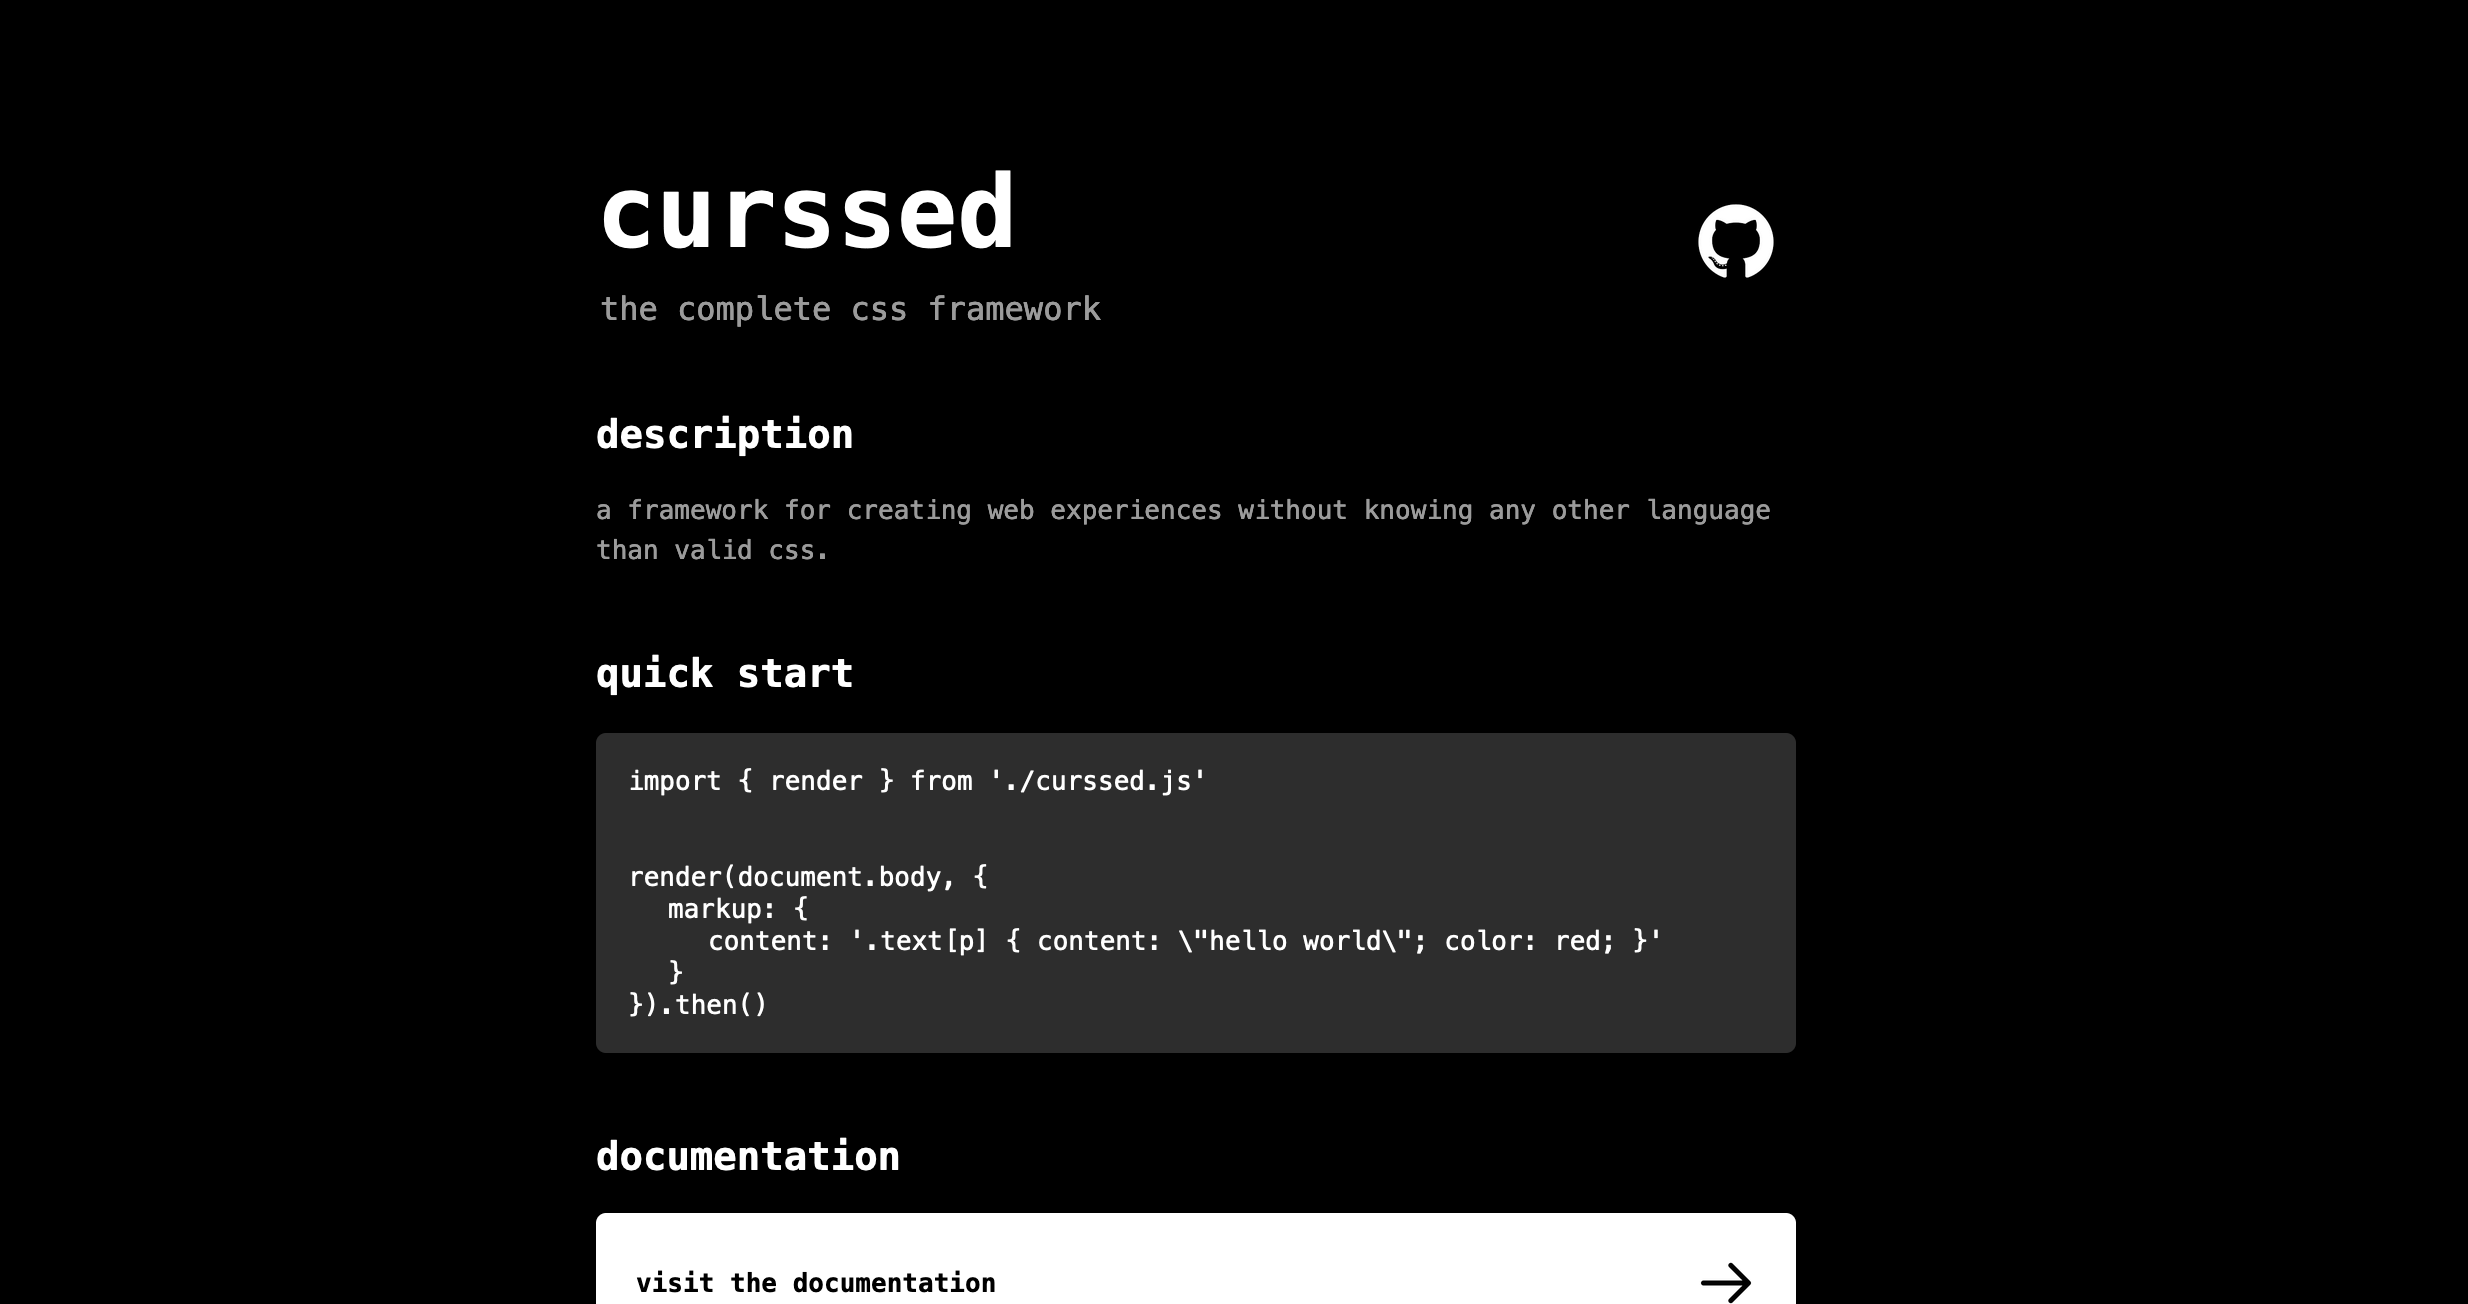 curssed
the complete css framework
description
a framework for creating web experiences without knowing any other language
than valid css.
quick start
import { render } from './curssed.js'
render(document.body, {
markup: {
content: '.text[p] { content: \"hello world\"; color: red; }'
}
}).then()
documentation
visit the documentation